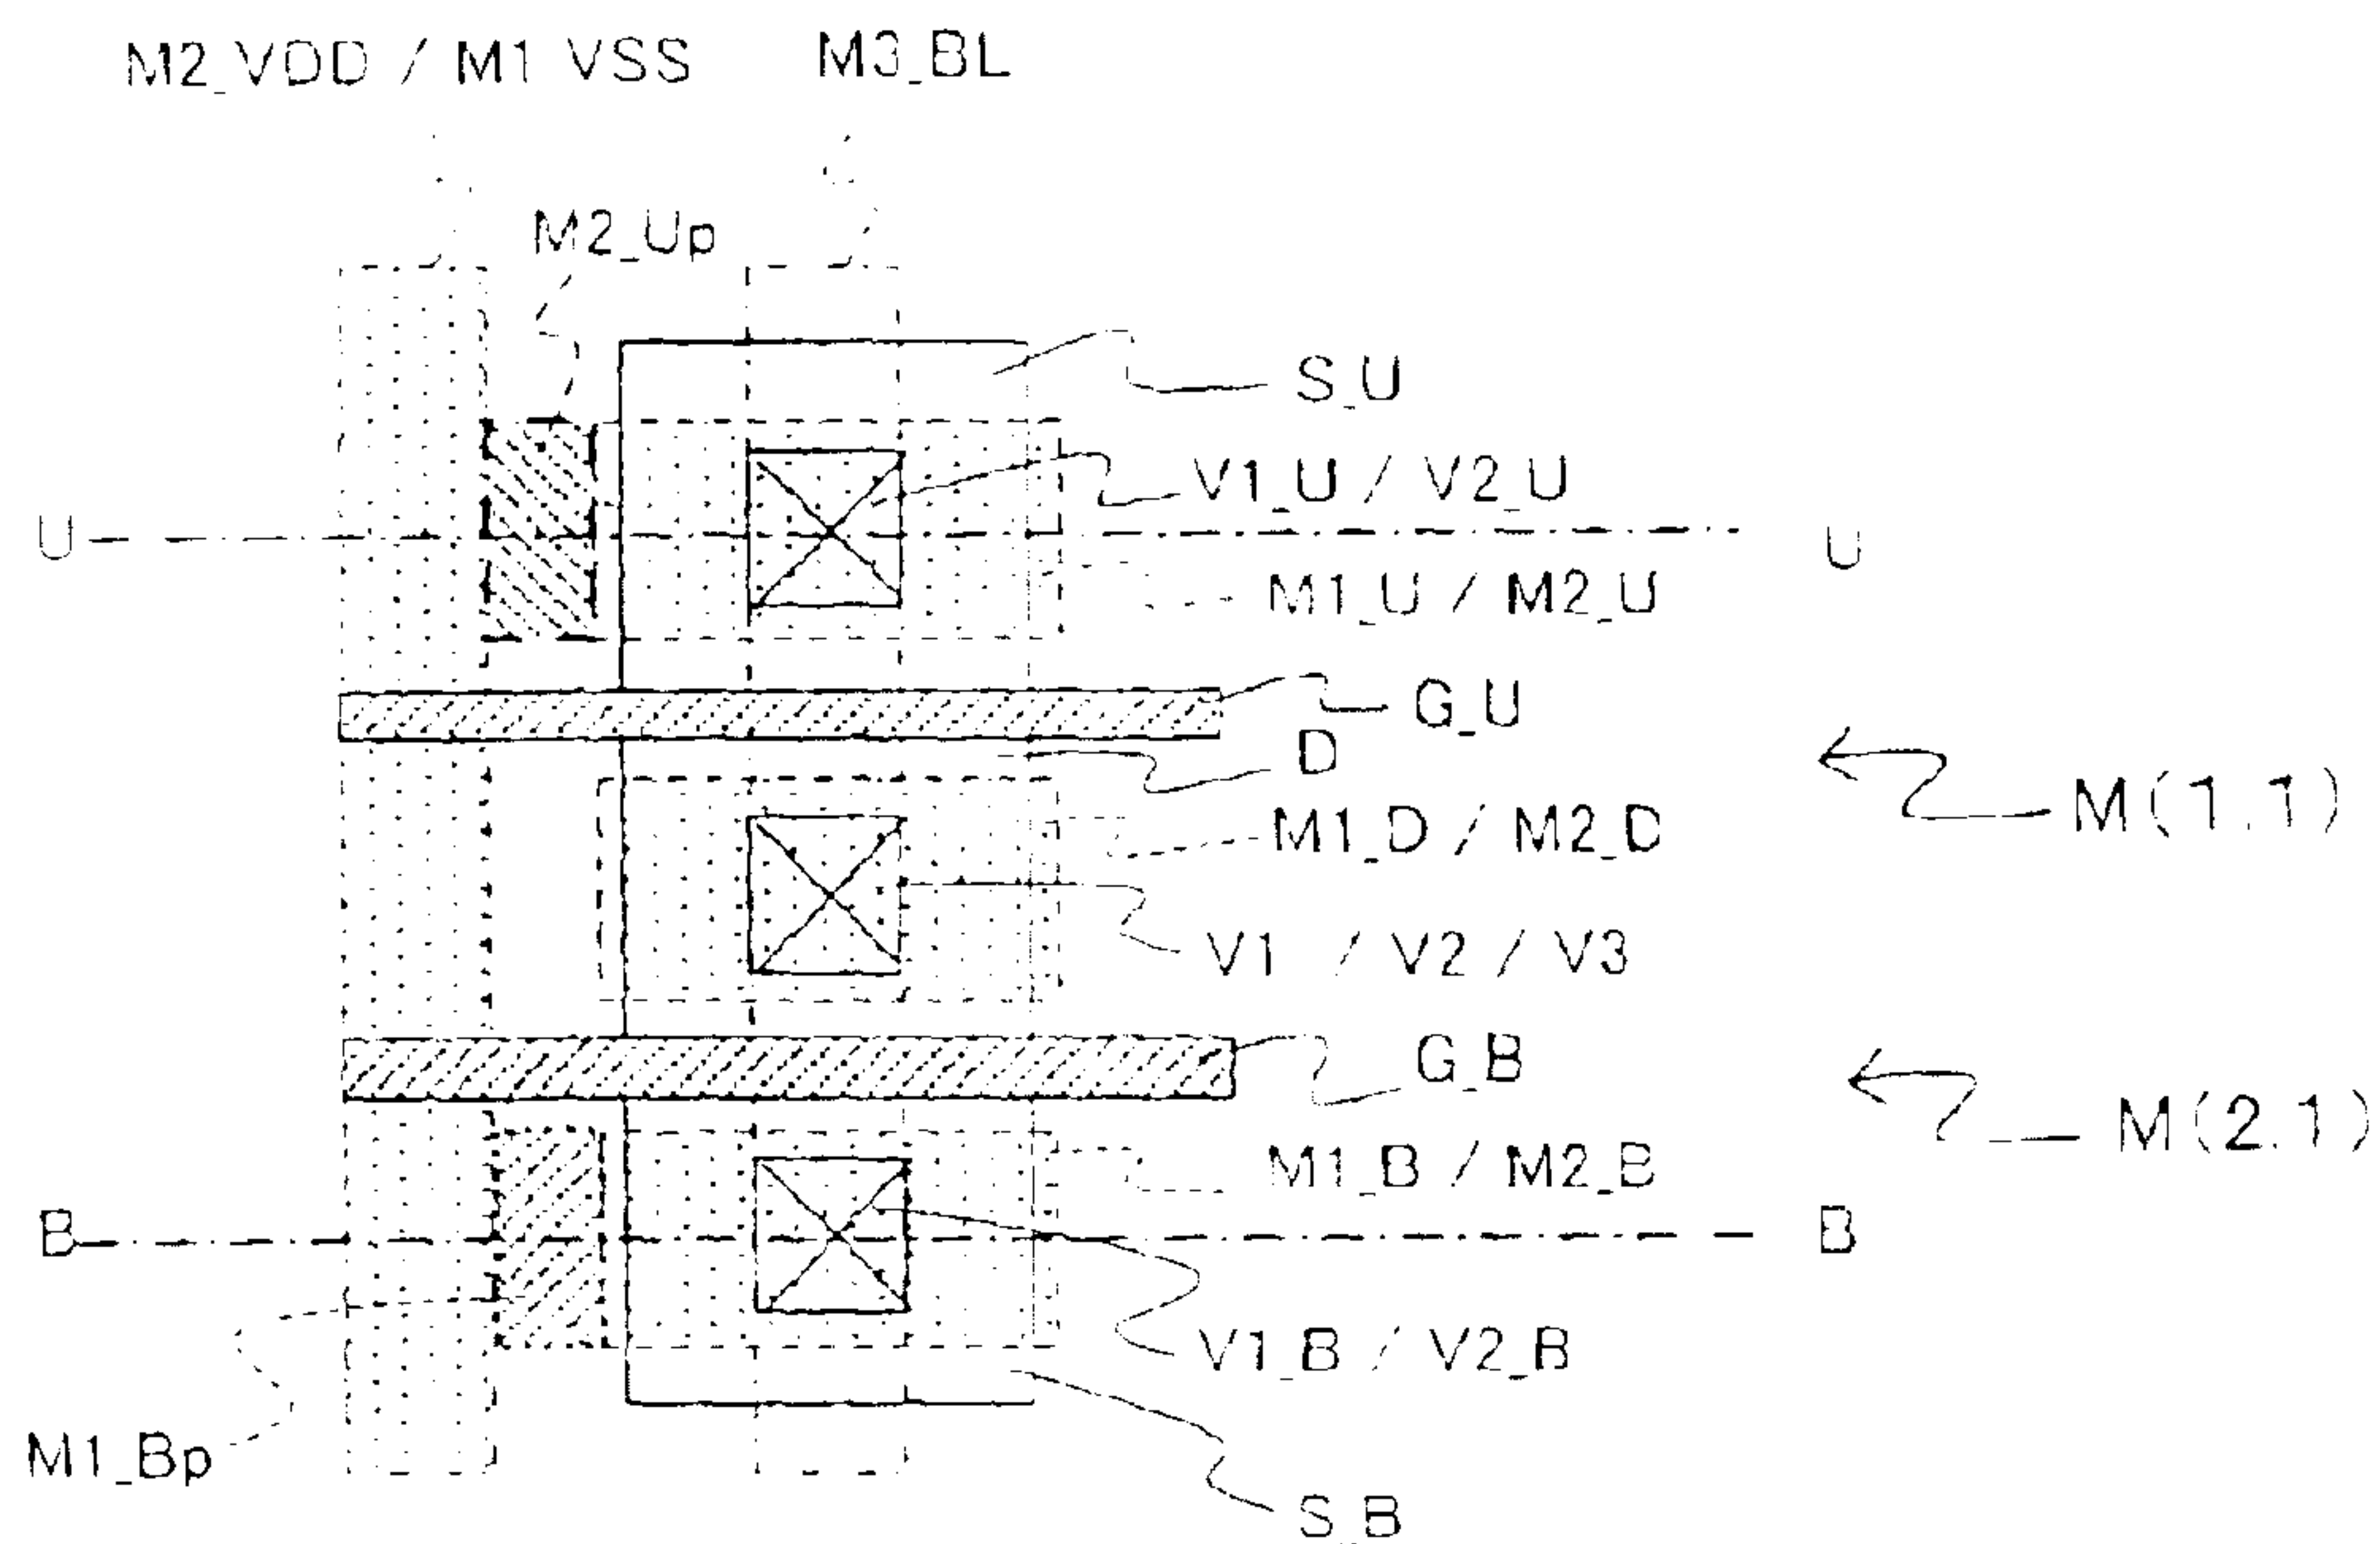 M2_VDD / M1 VSS
M3_BL
M2_Up
S_U
V1_U / V2_U
U
U
M1_U / M2_U
G_U
D
M(1.1)
M1_D / M2_D
V1 / V2 / V3
G_B
M(2.1)
M1_B / M2_B
B
B
V1_B / V2_B
M1_Bp
S_B